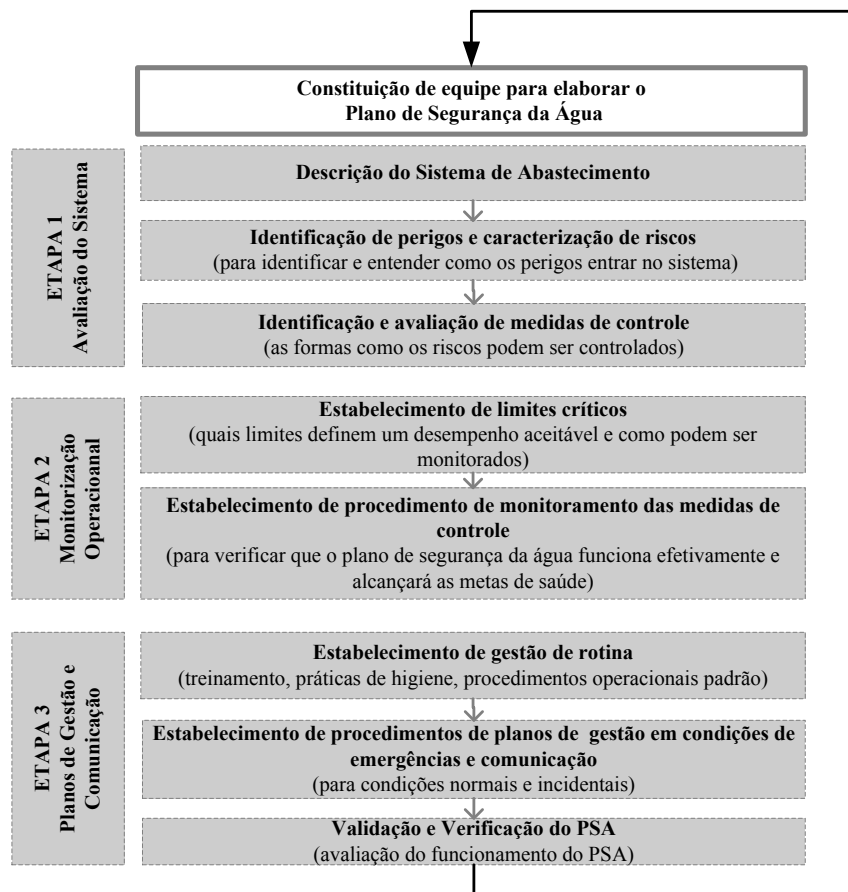 Constituição de equipe para elaborar o
Plano de Segurança da Água
ETAPA 1
Avaliação do Sistema
Descrição do Sistema de Abastecimento
Identificação de perigos e caracterização de riscos
(para identificar e entender como os perigos entrar no sistema)
Identificação e avaliação de medidas de controle
(as formas como os riscos podem ser controlados)
ETAPA 2
Monitorização
Operacioanal
Estabelecimento de limites críticos
(quais limites definem um desempenho aceitável e como podem ser
monitorados)
Estabelecimento de procedimento de monitoramento das medidas de
controle
(para verificar que o plano de segurança da água funciona efetivamente e
alcançará as metas de saúde)
ETAPA 3
Planos de Gestão e
Comunicação
Estabelecimento de gestão de rotina
(treinamento, práticas de higiene, procedimentos operacionais padrão)
Estabelecimento de procedimentos de planos de gestão em condições de
emergências e comunicação
(para condições normais e incidentais)
Validação e Verificação do PSA
(avaliação do funcionamento do PSA)